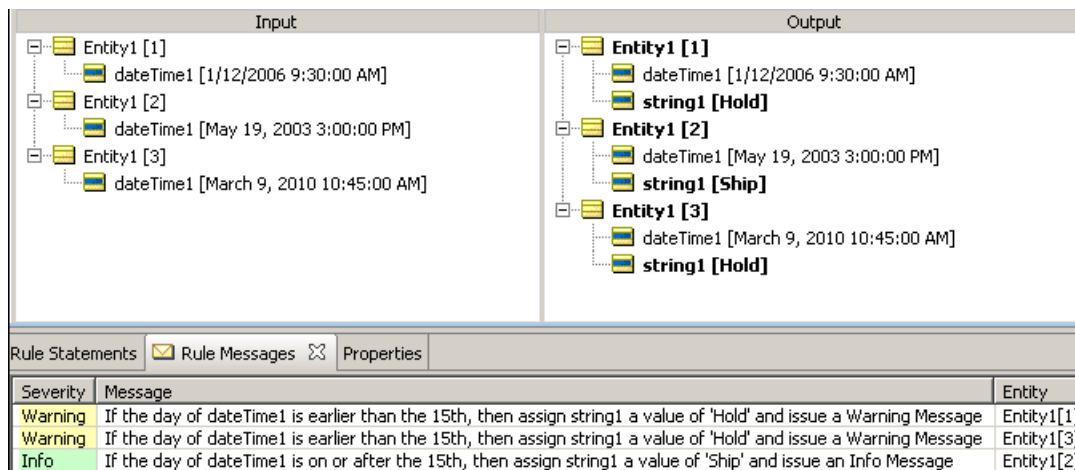 Input
Entity1 [1]
dateTime1 [1/12/2006 9:30:00 AM]
Entity1 [2]
dateTime1 [May 19, 2003 3:00:00 PM]
Entity1 [3]
dateTime1 [March 9, 2010 10:45:00 AM]
Output
Entity1 [1]
dateTime1 [1/12/2006 9:30:00 AM]
string1 [Hold]
Entity1 [2]
dateTime1 [May 19, 2003 3:00:00 PM]
string1 [Ship]
Entity1 [3]
dateTime1 [March 9, 2010 10:45:00 AM]
string1 [Hold]
Rule Statements Rule Messages Properties
Severity Message Entity
Warning If the day of dateTime1 is earlier than the 15th, then assign string1 a value of 'Hold' and issue a Warning Message Entity1[1]
Warning If the day of dateTime1 is earlier than the 15th, then assign string1 a value of 'Hold' and issue a Warning Message Entity1[3]
Info If the day of dateTime1 is on or after the 15th, then assign string1 a value of 'Ship' and issue an Info Message Entity1[2]